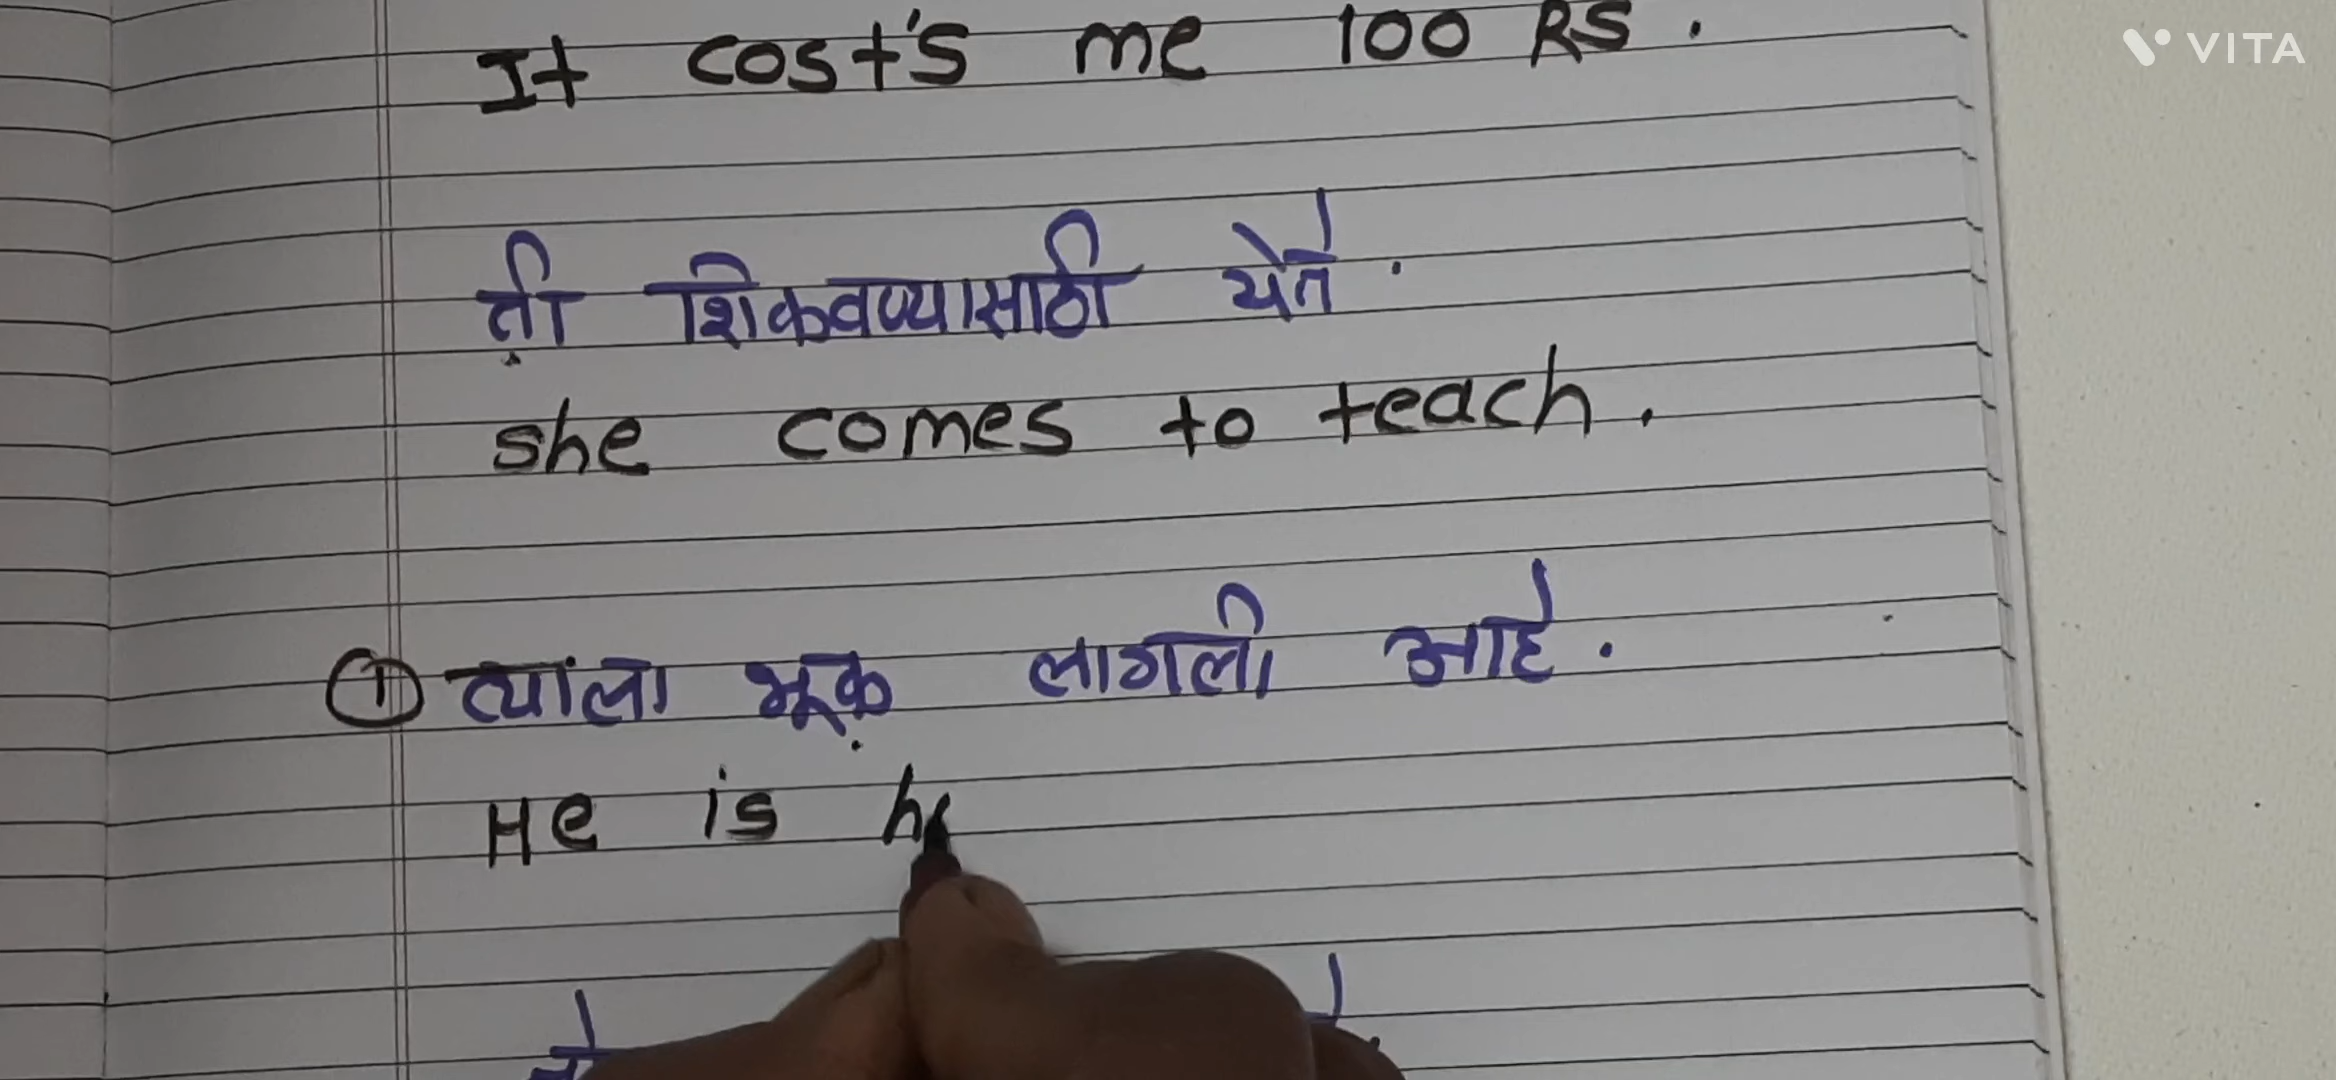 It cost's me 100 RS.
VITA
ती शिकवण्यासाठी येते.
she comes to teach.
① त्यांला भूक लागली आहे.
He is h